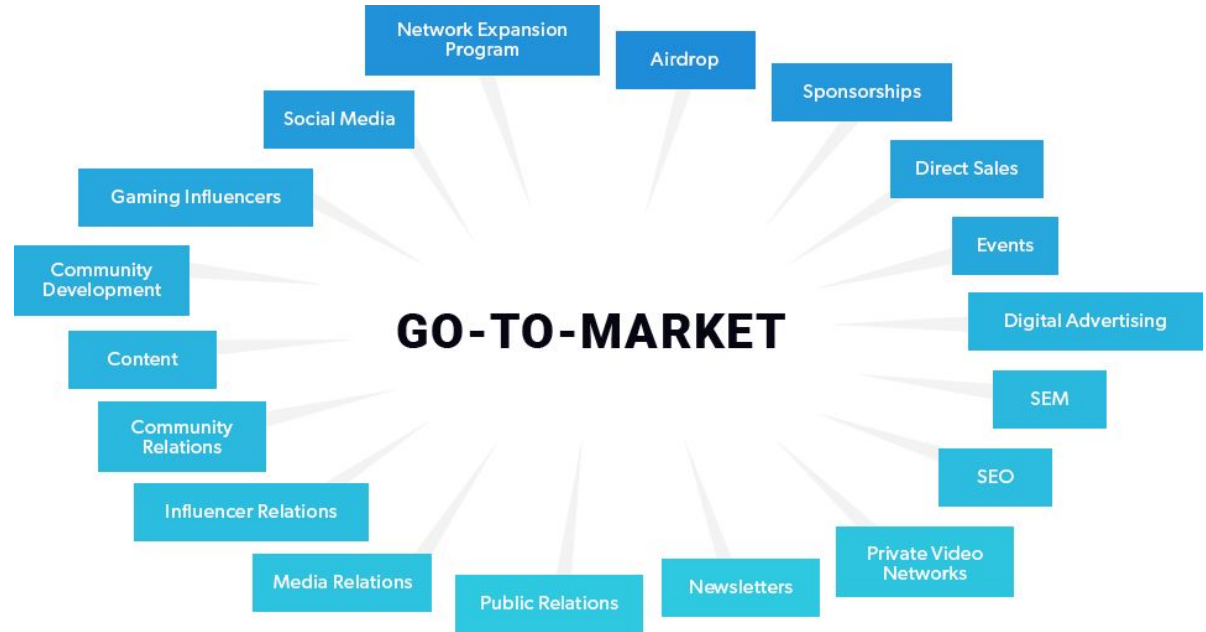 Network Expansion
Program
Airdrop
Sponsorships
Social Media
Direct Sales
Gaming Influencers
Events
Community
Development
Digital Advertising
GO-TO-MARKET
Content
SEM
Community
Relations
SEO
Influencer Relations
Private Video
Networks
Media Relations
Newsletters
Public Relations